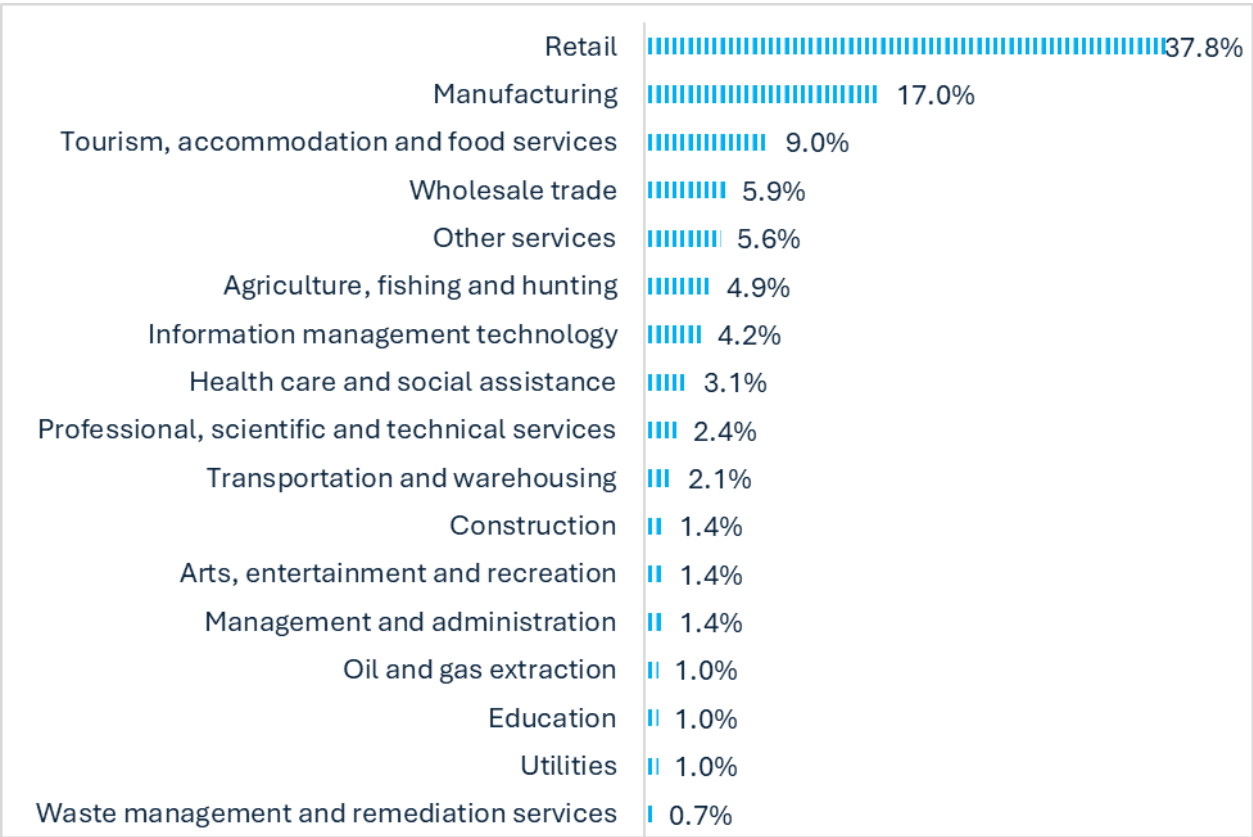 Retail 37.8%
Manufacturing 17.0%
Tourism, accommodation and food services 9.0%
Wholesale trade 5.9%
Other services 5.6%
Agriculture, fishing and hunting 4.9%
Information management technology 4.2%
Health care and social assistance 3.1%
Professional, scientific and technical services 2.4%
Transportation and warehousing 2.1%
Construction 1.4%
Arts, entertainment and recreation 1.4%
Management and administration 1.4%
Oil and gas extraction 1.0%
Education 1.0%
Utilities 1.0%
Waste management and remediation services 0.7%